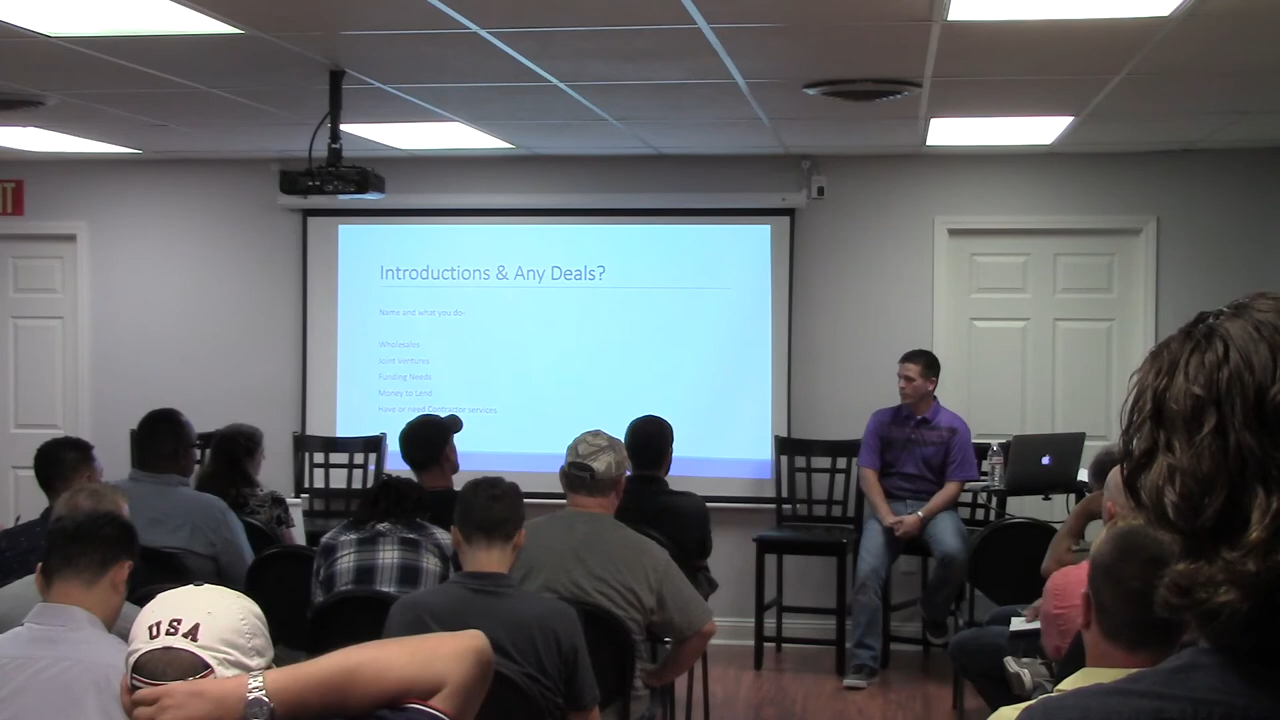 IT
Introductions & Any Deals?
Name and what you do-
Wholesales
Joint Ventures
Funding Needs
Money to Lend
Have or need Contractor services
USA